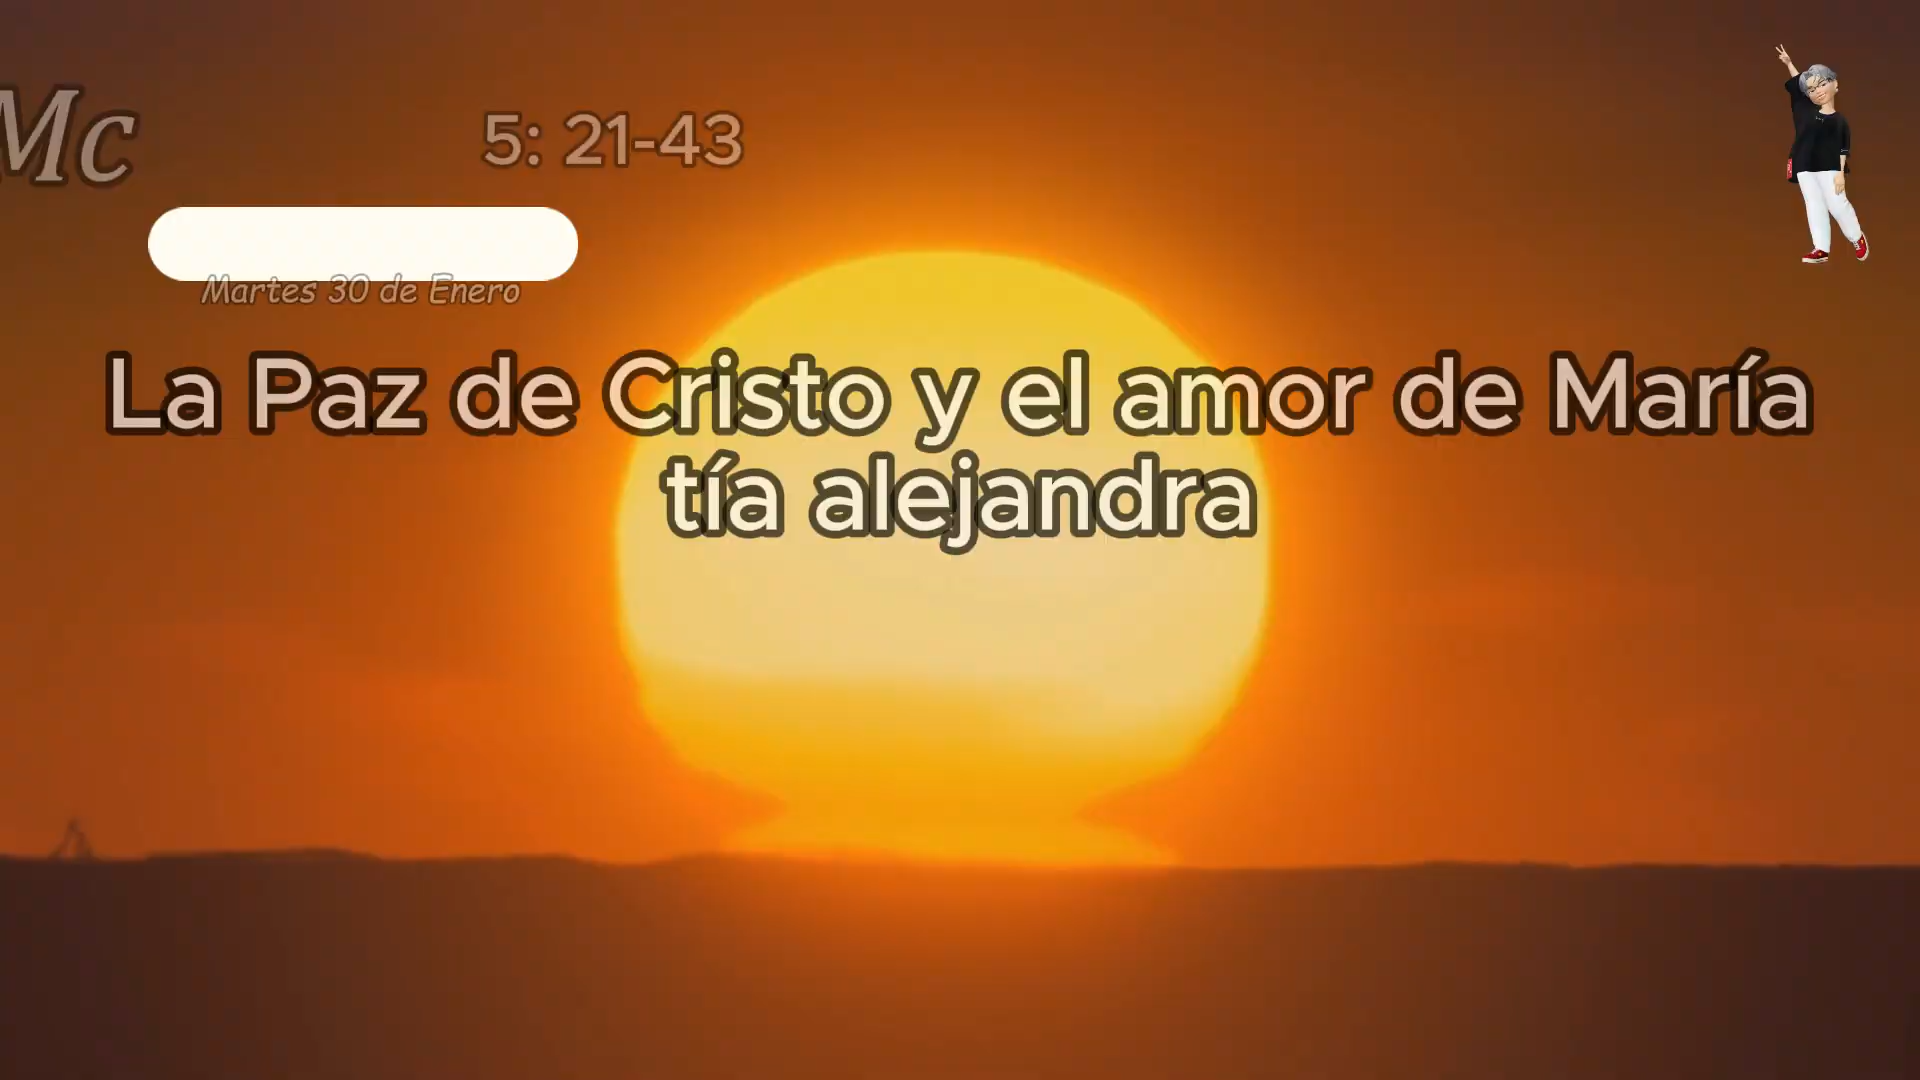 Mc 5: 21-43
Martes 30 de Enero
La Paz de Cristo y el amor de María
tía alejandra